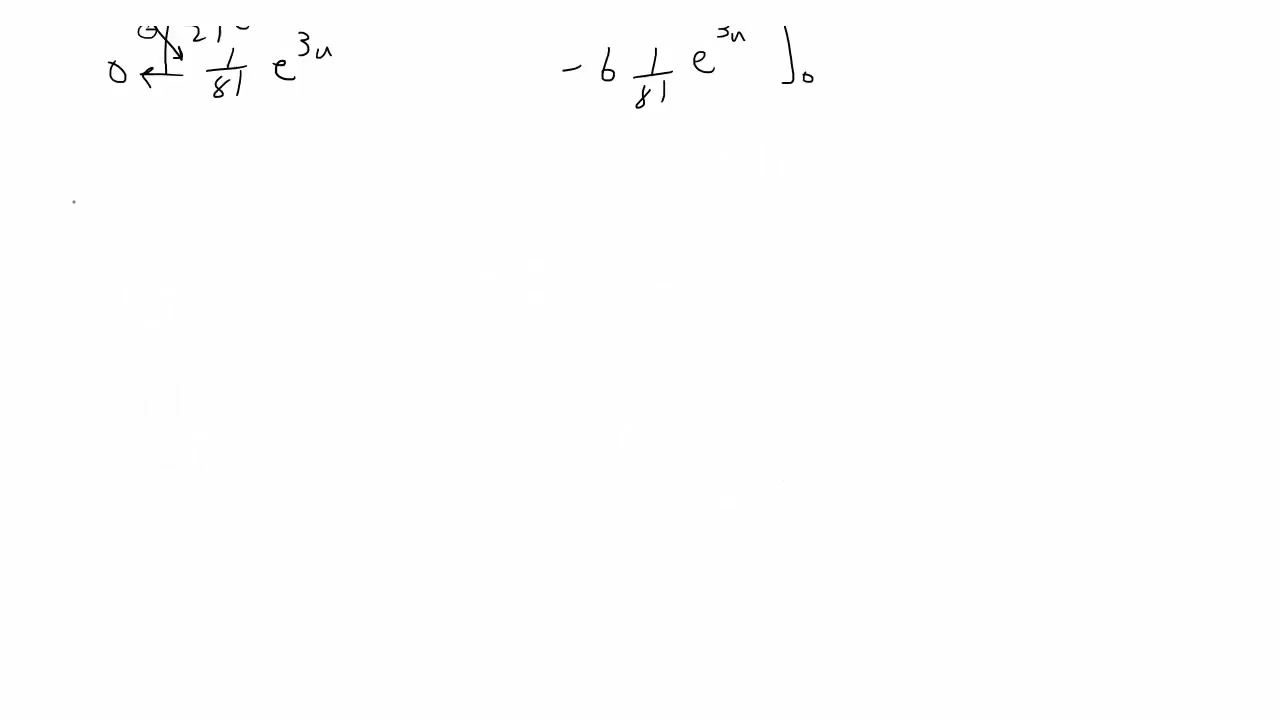 0 ← 1/81 e^{3u} - 6 1/81 e^{3u} ]₀